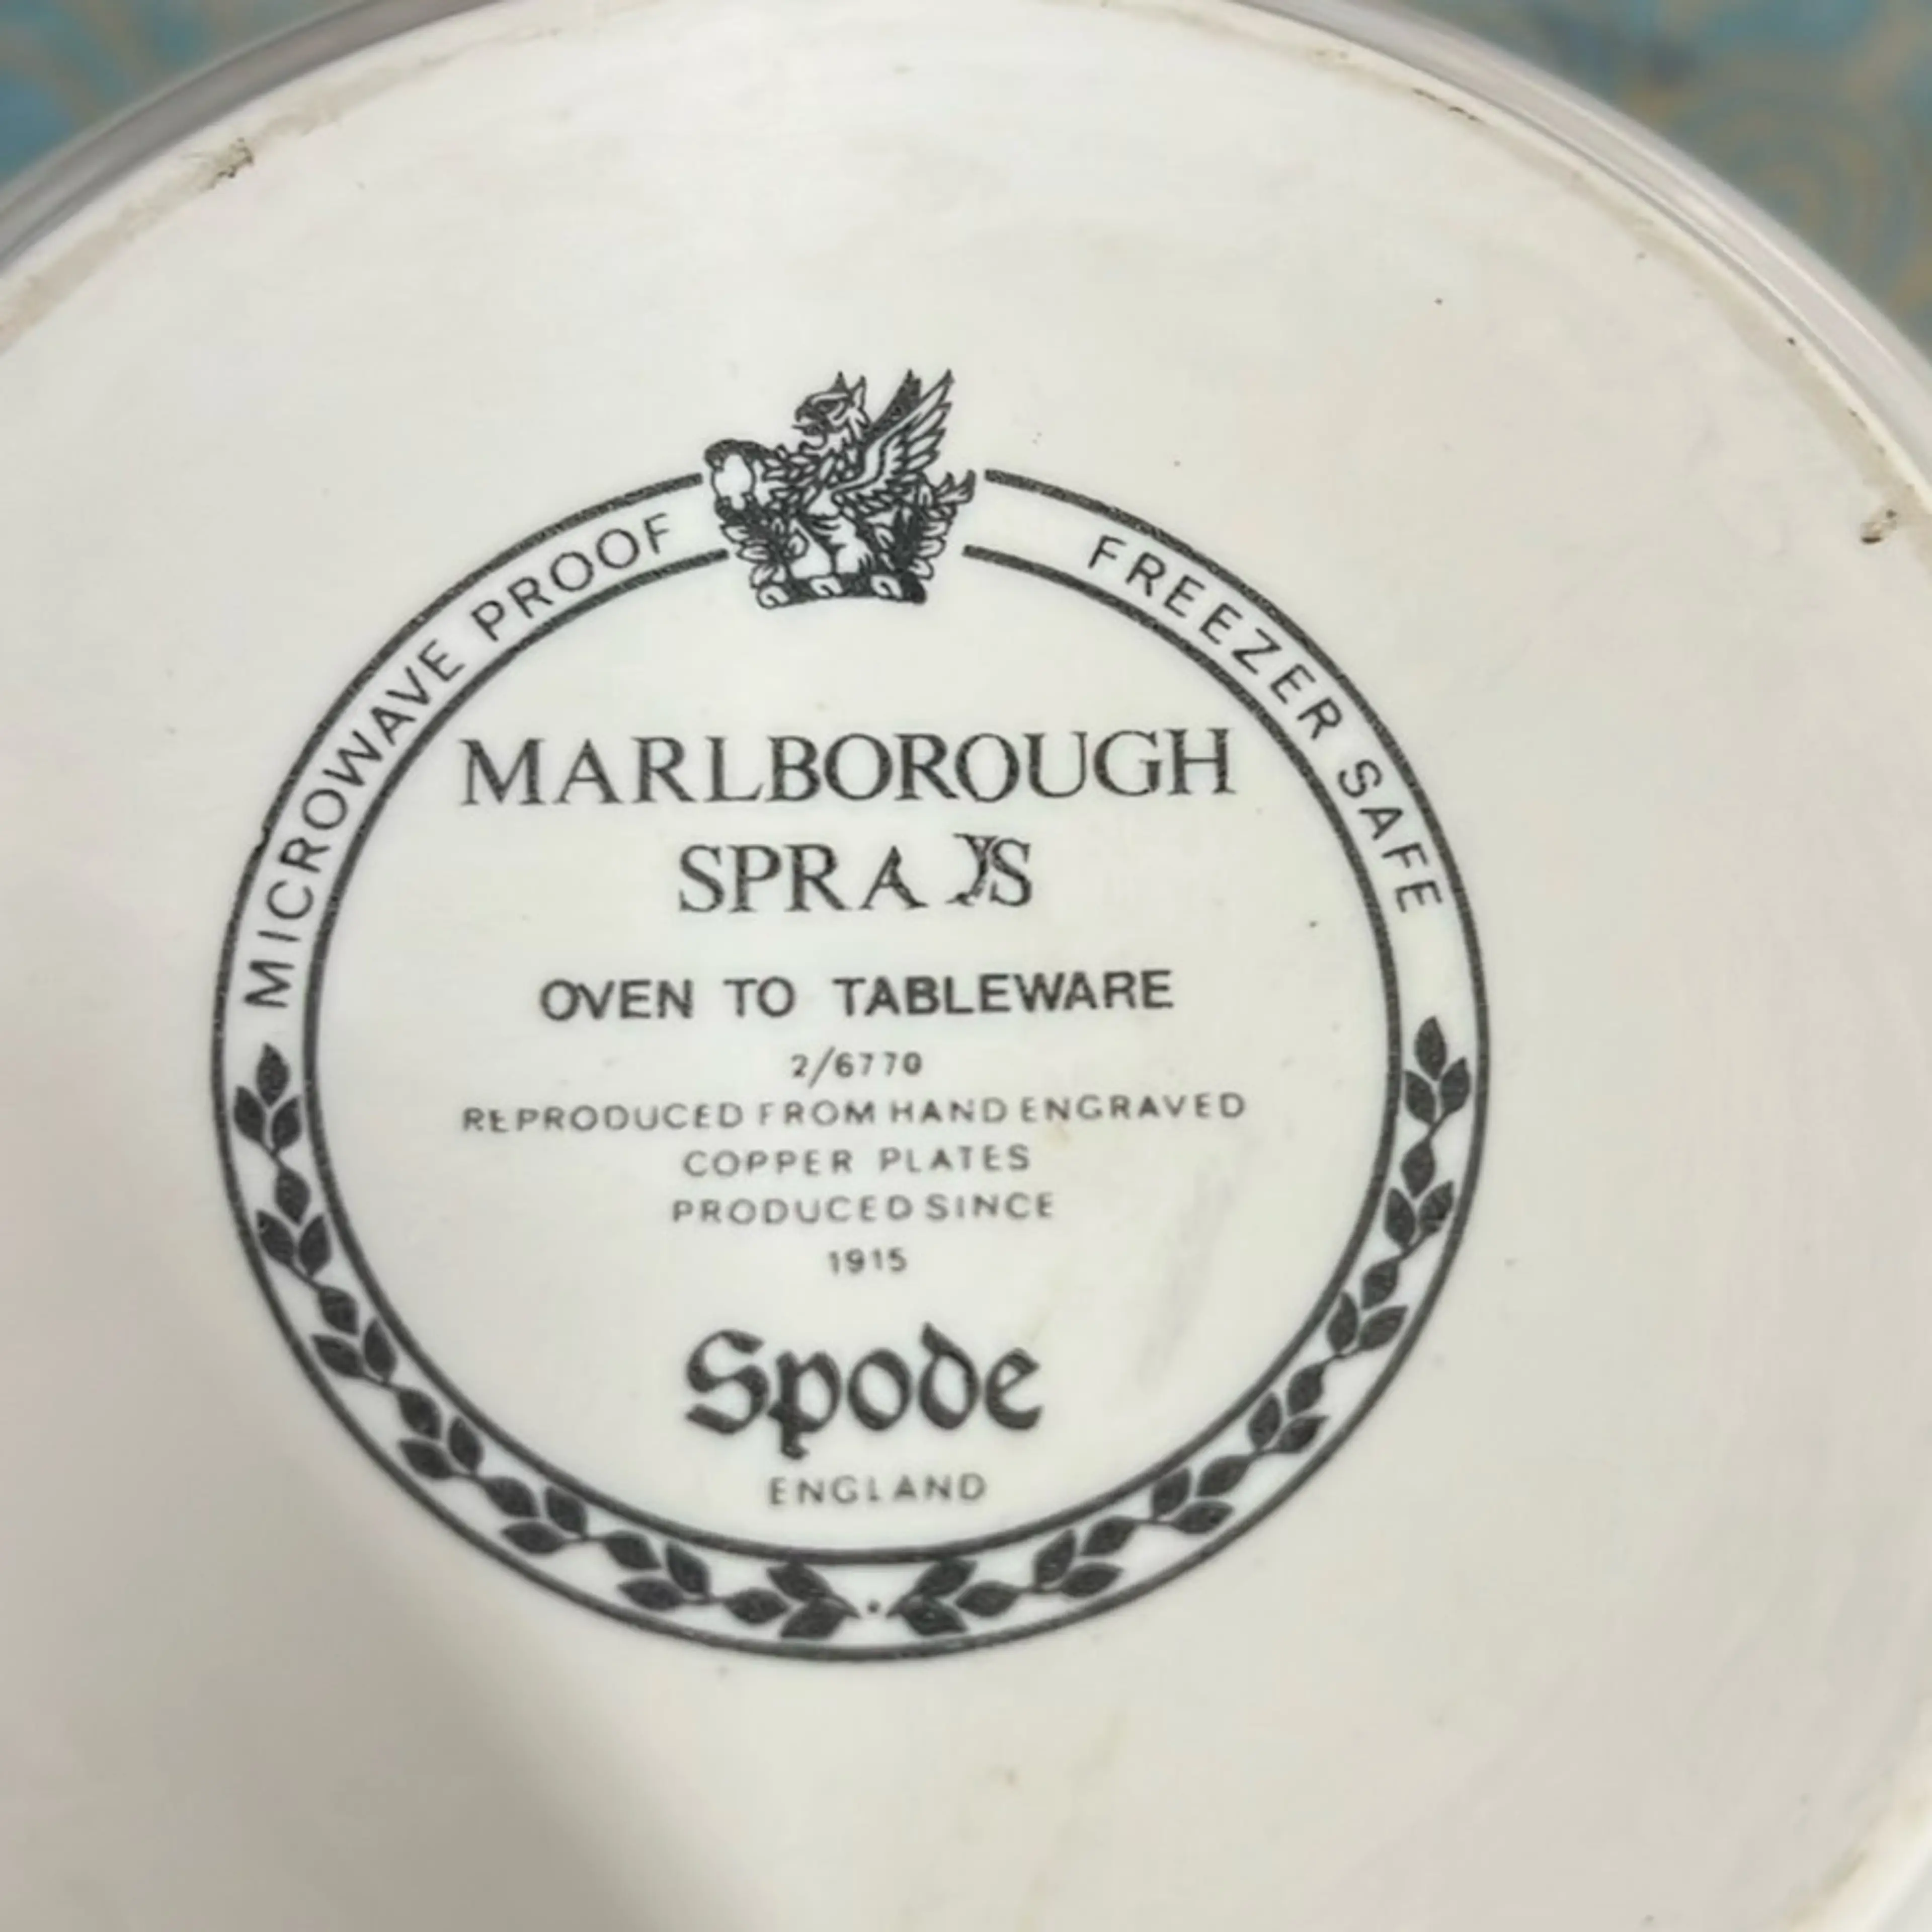 MICROWAVE PROOF
FREEZER SAFE
MARLBOROUGH
SPRAYS
OVEN TO TABLEWARE
2/6770
REPRODUCED FROM HAND ENGRAVED
COPPER PLATES
PRODUCED SINCE
1915
Spode
ENGLAND